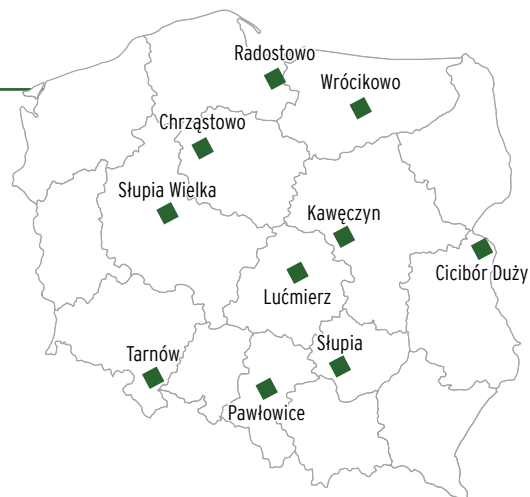 Radostowo
Wrócikowo
Chrząstowo
Słupia Wielka
Kawęczyn
Cicibór Duży
Lućmierz
Słupia
Tarnów
Pawłowice